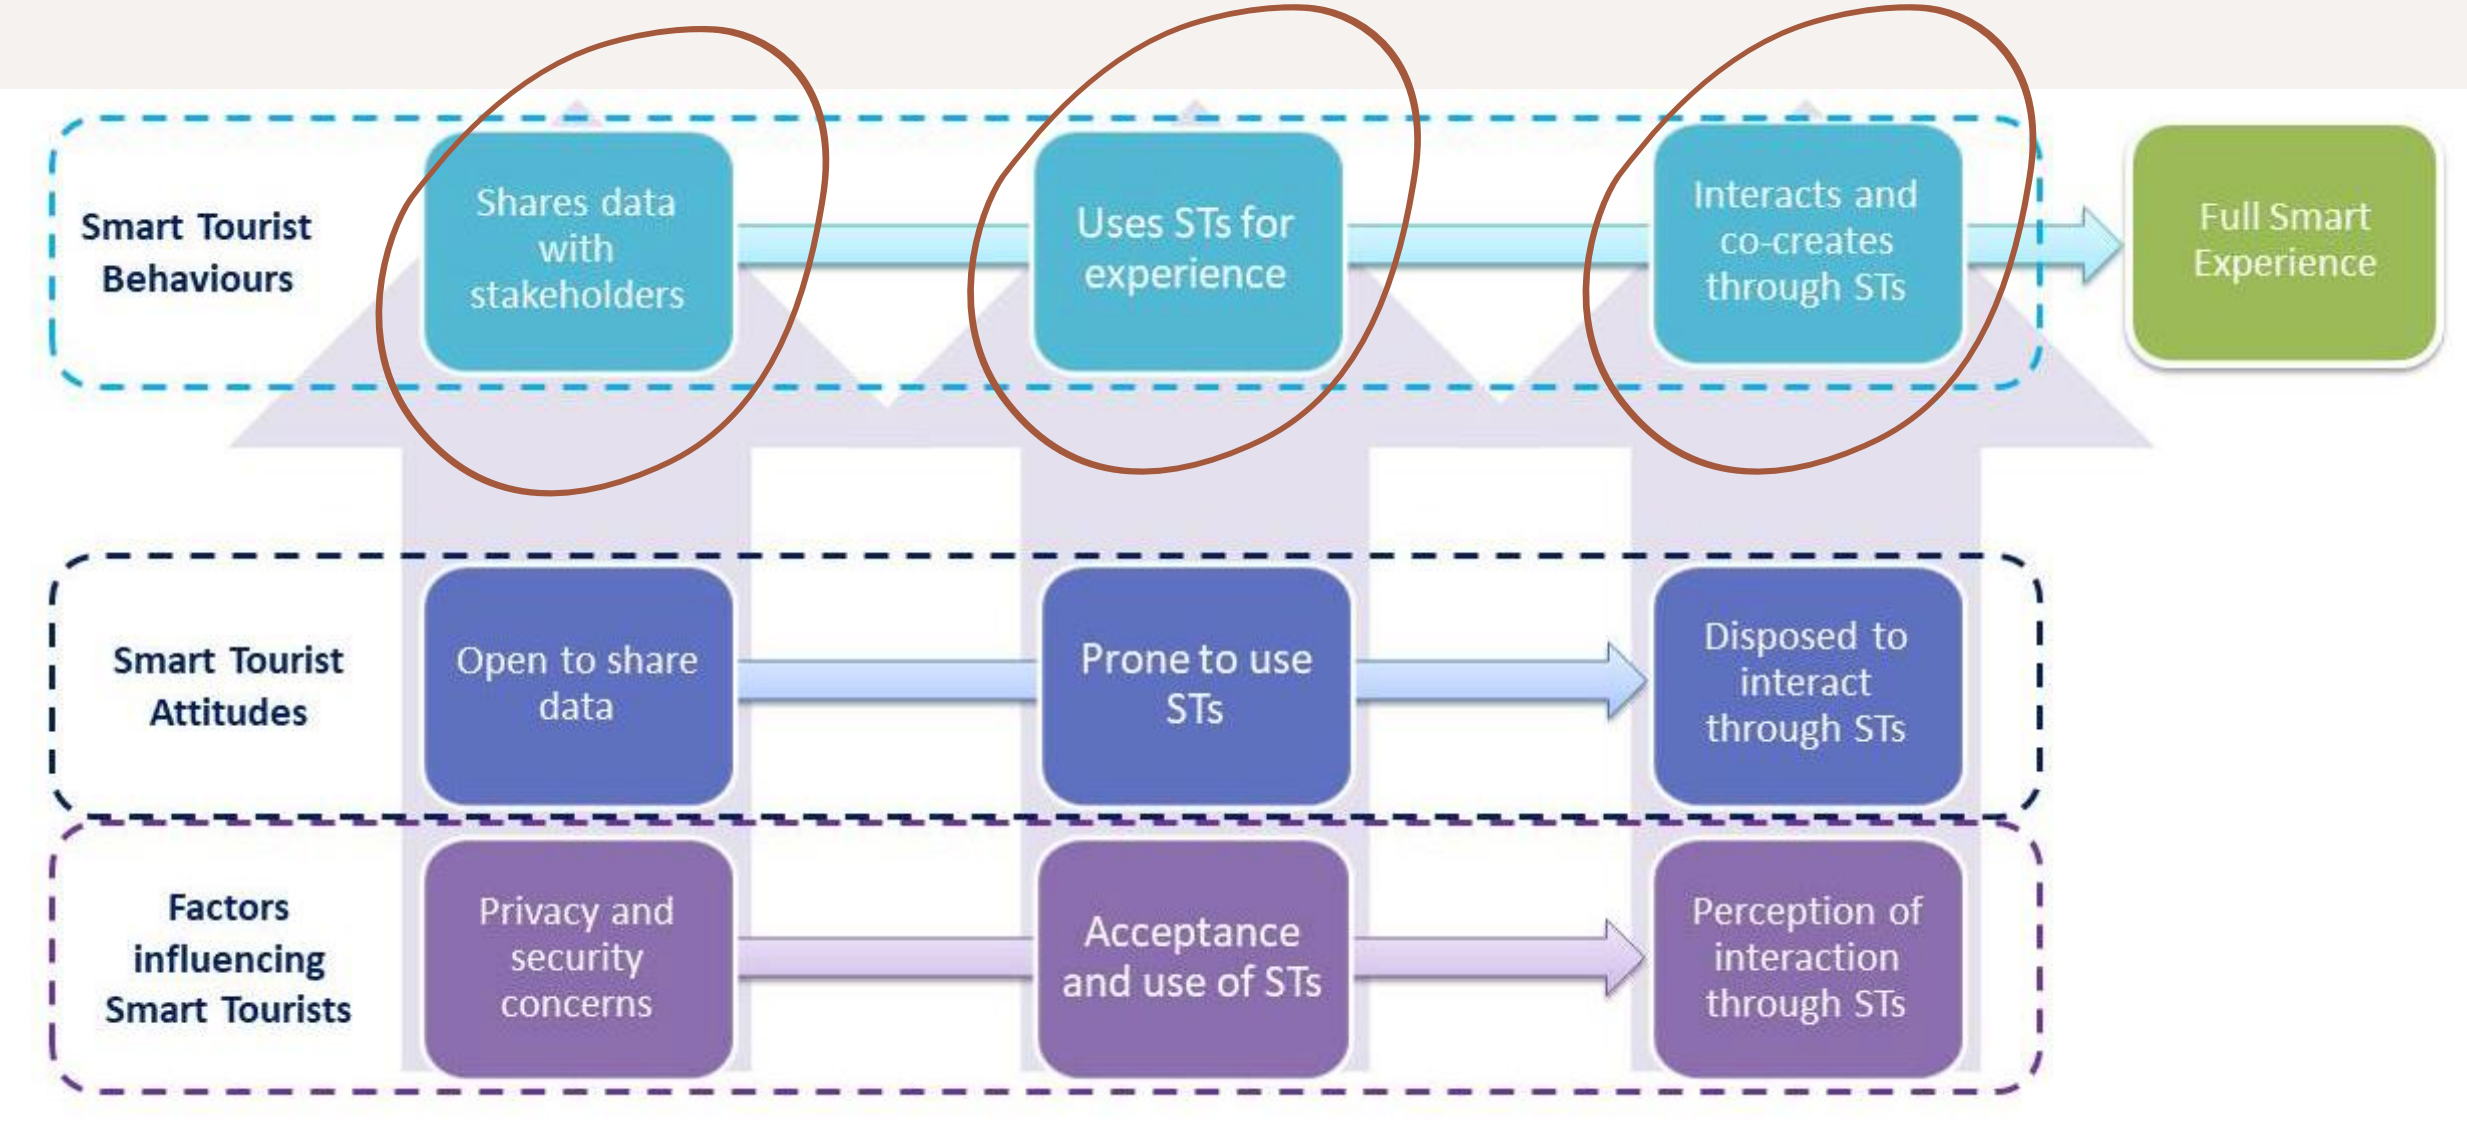 Smart Tourist
Behaviours
Shares data
with
stakeholders
Uses STs for
experience
Interacts and
co-creates
through STs
Full Smart
Experience
Smart Tourist
Attitudes
Open to share
data
Prone to use
STs
Disposed to
interact
through STs
Factors
influencing
Smart Tourists
Privacy and
security
concerns
Acceptance
and use of STs
Perception of
interaction
through STs